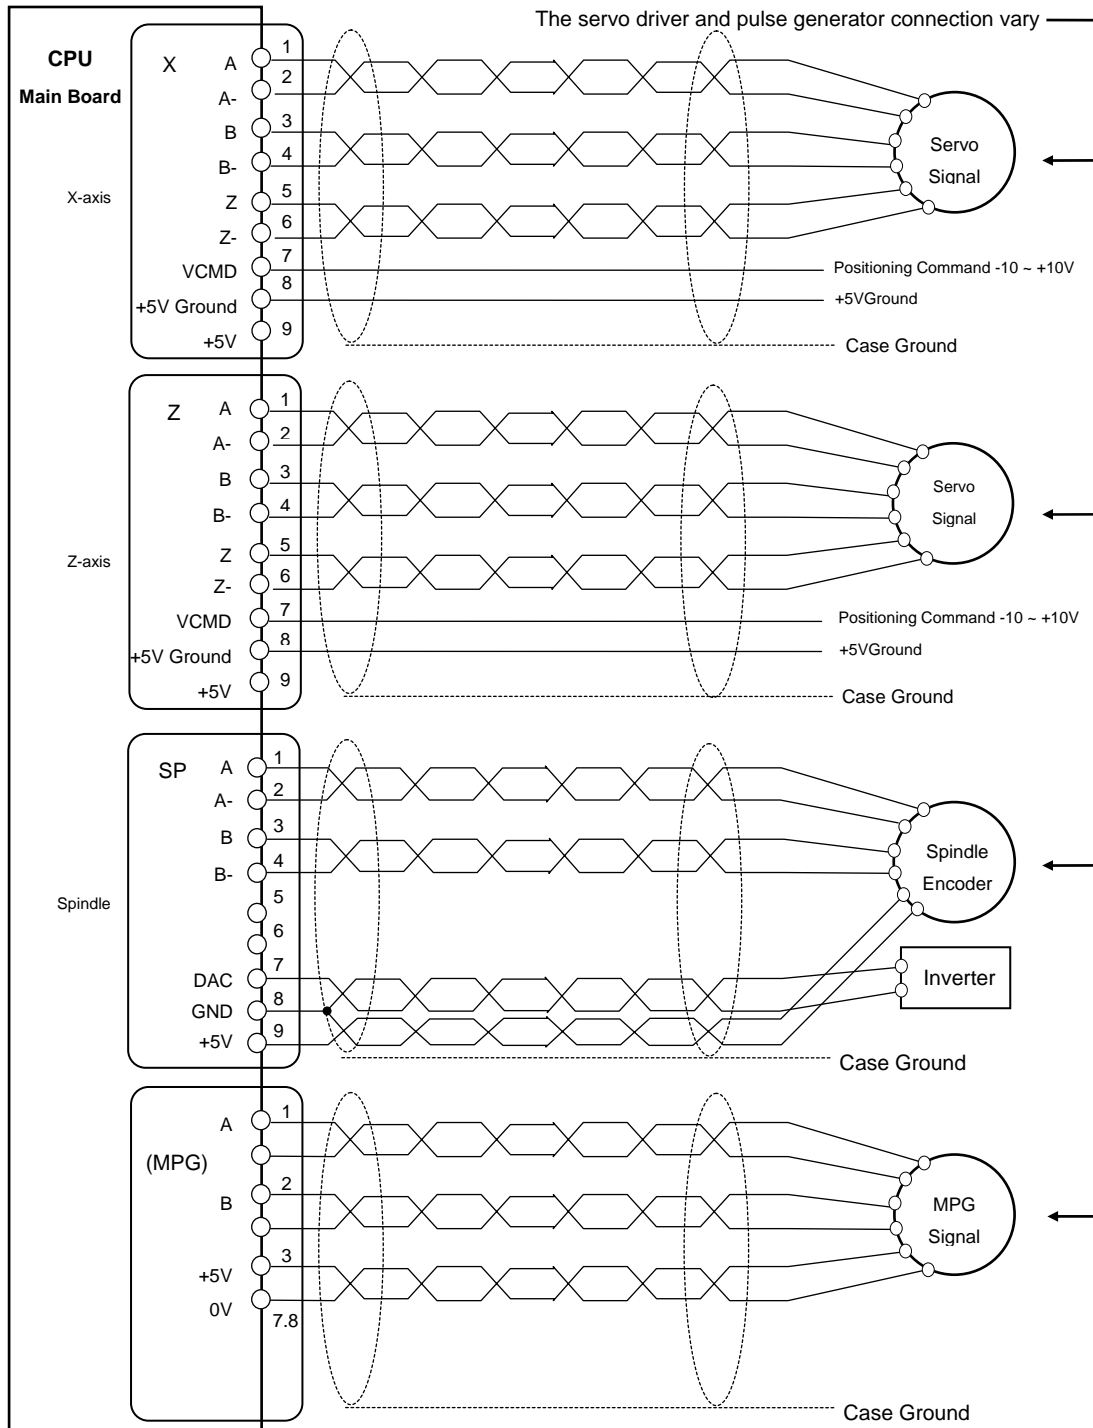 The servo driver and pulse generator connection vary
CPU
Main Board
X-axis
X
A 1
A- 2
B 3
B- 4
Z 5
Z- 6
VCMD 7
+5V Ground 8
+5V 9
Servo
Signal
Positioning Command -10 ~ +10V
+5VGround
Case Ground
Z-axis
Z
A 1
A- 2
B 3
B- 4
Z 5
Z- 6
VCMD 7
+5V Ground 8
+5V 9
Servo
Signal
Positioning Command -10 ~ +10V
+5VGround
Case Ground
Spindle
SP
A 1
A- 2
B 3
B- 4
5
6
DAC 7
GND 8
+5V 9
Spindle
Encoder
Inverter
Case Ground
(MPG)
A 1
B 2
+5V 3
0V 7.8
MPG
Signal
Case Ground